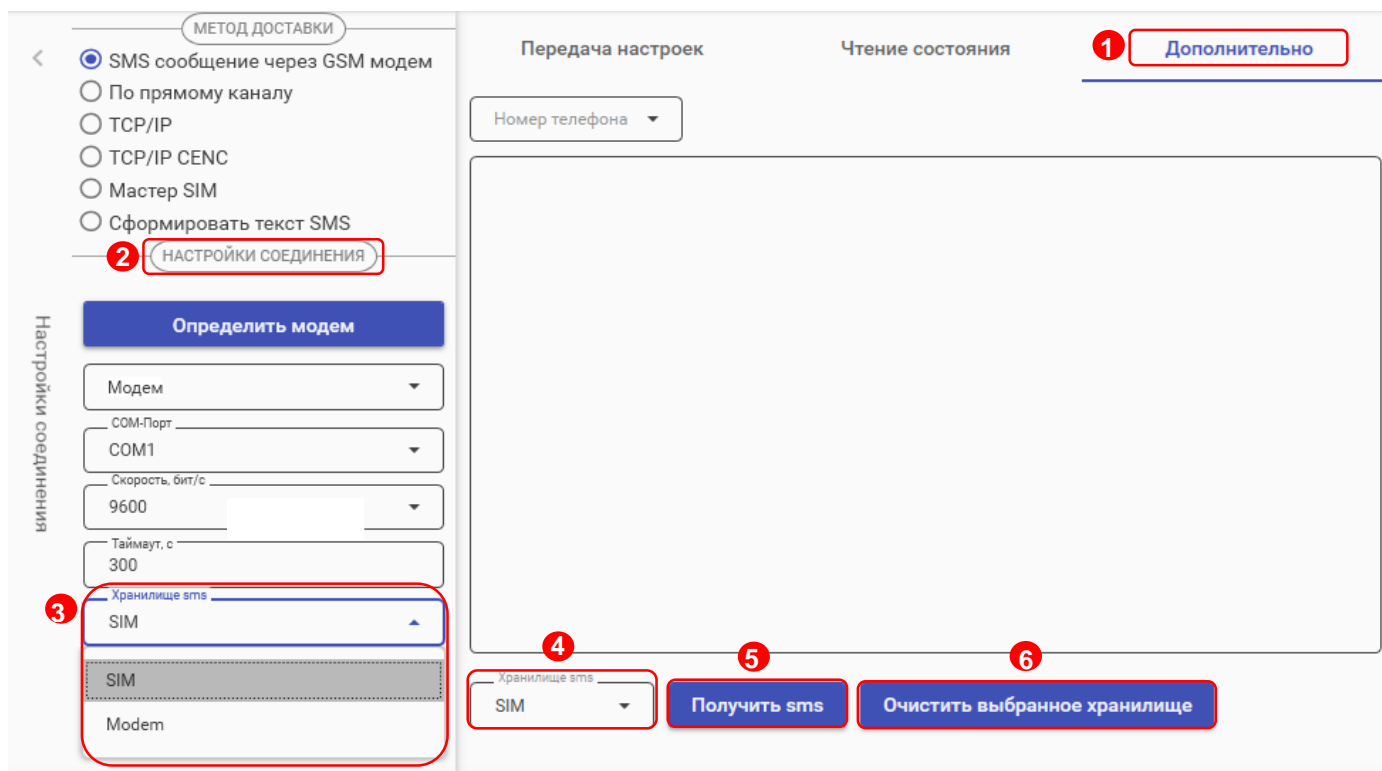 МЕТОД ДОСТАВКИ
SMS сообщение через GSM модем
По прямому каналу
TCP/IP
TCP/IP CENC
Мастер SIM
Сформировать текст SMS
2 НАСТРОЙКИ СОЕДИНЕНИЯ
Определить модем
Модем
COM-Порт
COM1
Скорость, бит/с
9600
Таймаут, с
300
3
Хранилище sms
SIM
SIM
Modem
Настройки соединения
Передача настроек
Чтение состояния
1 Дополнительно
Номер телефона
4
Хранилище sms
SIM
5
Получить sms
6
Очистить выбранное хранилище